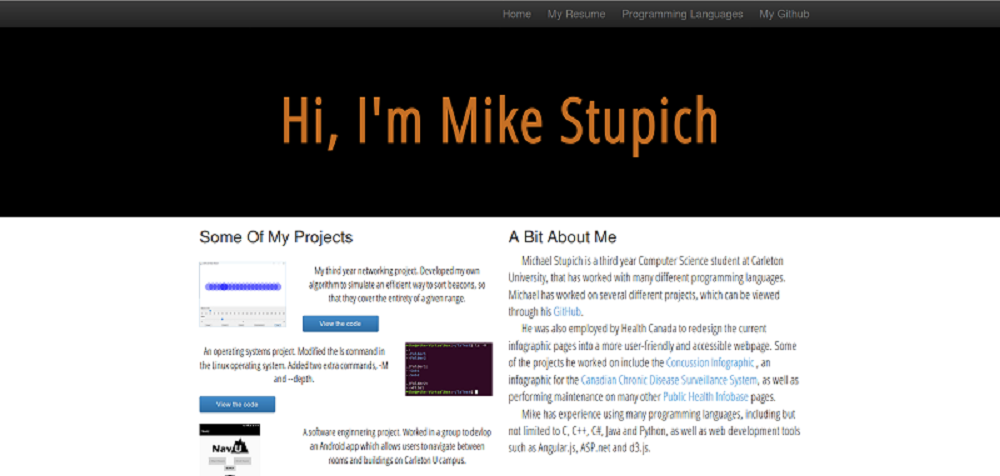 Home My Resume Programming Languages My Github
Hi, I'm Mike Stupich
Some Of My Projects
My third year networking project. Developed my own
algorithm to simulate an efficient way to sort beacons, so
that they cover the entirety of a given range.
View the code
An operating systems project. Modified the ls command in
the Linux operating system. Added two extra commands, -M
and --depth.
View the code
NavU
A software enginnering project. Worked in a group to devlop
an Android app which allows users to navigate between
rooms and buildings on Carleton U campus.
A Bit About Me
Michael Stupich is a third year Computer Science student at Carleton
University, that has worked with many different programming languages.
Michael has worked on several different projects, which can be viewed
through his GitHub.
He was also employed by Health Canada to redesign the current
infographic pages into a more user-friendly and accessible webpage. Some
of the projects he worked on include the Concussion Infographic , an
infographic for the Canadian Chronic Disease Surveillance System, as well as
performing maintenance on many other Public Health Infobase pages.
Mike has experience using many programming languages, including but
not limited to C, C++, C#, Java and Python, as well as web development tools
such as Angular.js, ASP.net and d3.js.